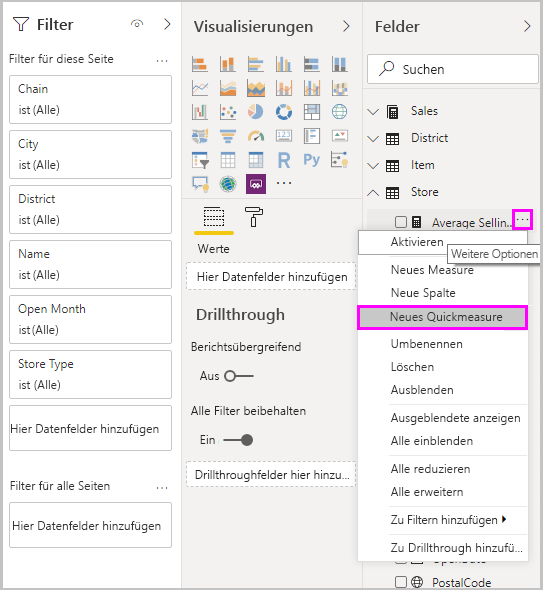 Filter
Filter für diese Seite
Chain
ist (Alle)
City
ist (Alle)
District
ist (Alle)
Name
ist (Alle)
Open Month
ist (Alle)
Store Type
ist (Alle)
Hier Datenfelder hinzufügen
Filter für alle Seiten
Hier Datenfelder hinzufügen
Visualisierungen
123
R
Py
Werte
Hier Datenfelder hinzufügen
Drillthrough
Berichtsübergreifend
Aus
Alle Filter beibehalten
Ein
Drillthroughfelder hier hinzu...
Felder
Suchen
Sales
District
Item
Store
Average Sellin...
Aktivieren
Weitere Optionen
Neues Measure
Neue Spalte
Neues Quickmeasure
Umbenennen
Löschen
Ausblenden
Ausgeblendete anzeigen
Alle einblenden
Alle reduzieren
Alle erweitern
Zu Filtern hinzufügen
Zu Drillthrough hinzufü...
PostalCode